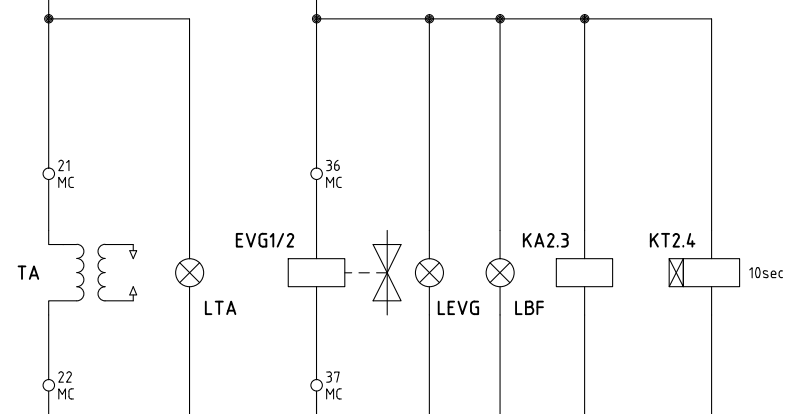 21
MC
36
MC
EVG1/2
KA2.3
KT2.4
TA
10sec
LTA
LEVG
LBF
22
MC
37
MC